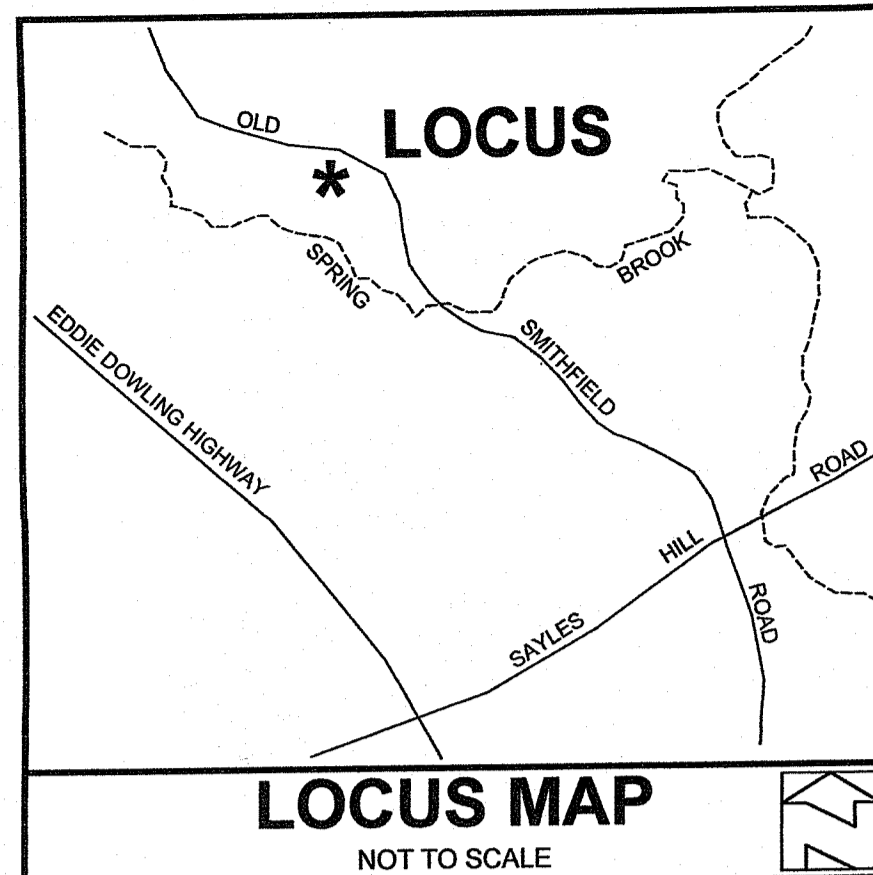 OLD
LOCUS
*
SPRING
BROOK
EDDIE DOWLING HIGHWAY
SMITHFIELD
ROAD
HILL
SAYLES
ROAD
LOCUS MAP
NOT TO SCALE
N